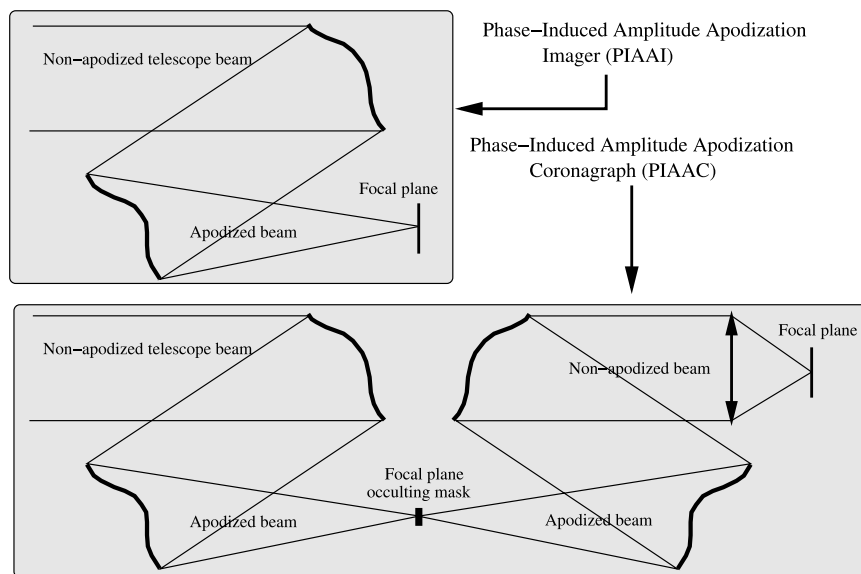 Non−apodized telescope beam
Focal plane
Apodized beam
Phase−Induced Amplitude Apodization
Imager (PIAAI)
Phase−Induced Amplitude Apodization
Coronagraph (PIAAC)
Non−apodized telescope beam
Non−apodized beam
Focal plane
Focal plane
occulting mask
Apodized beam
Apodized beam